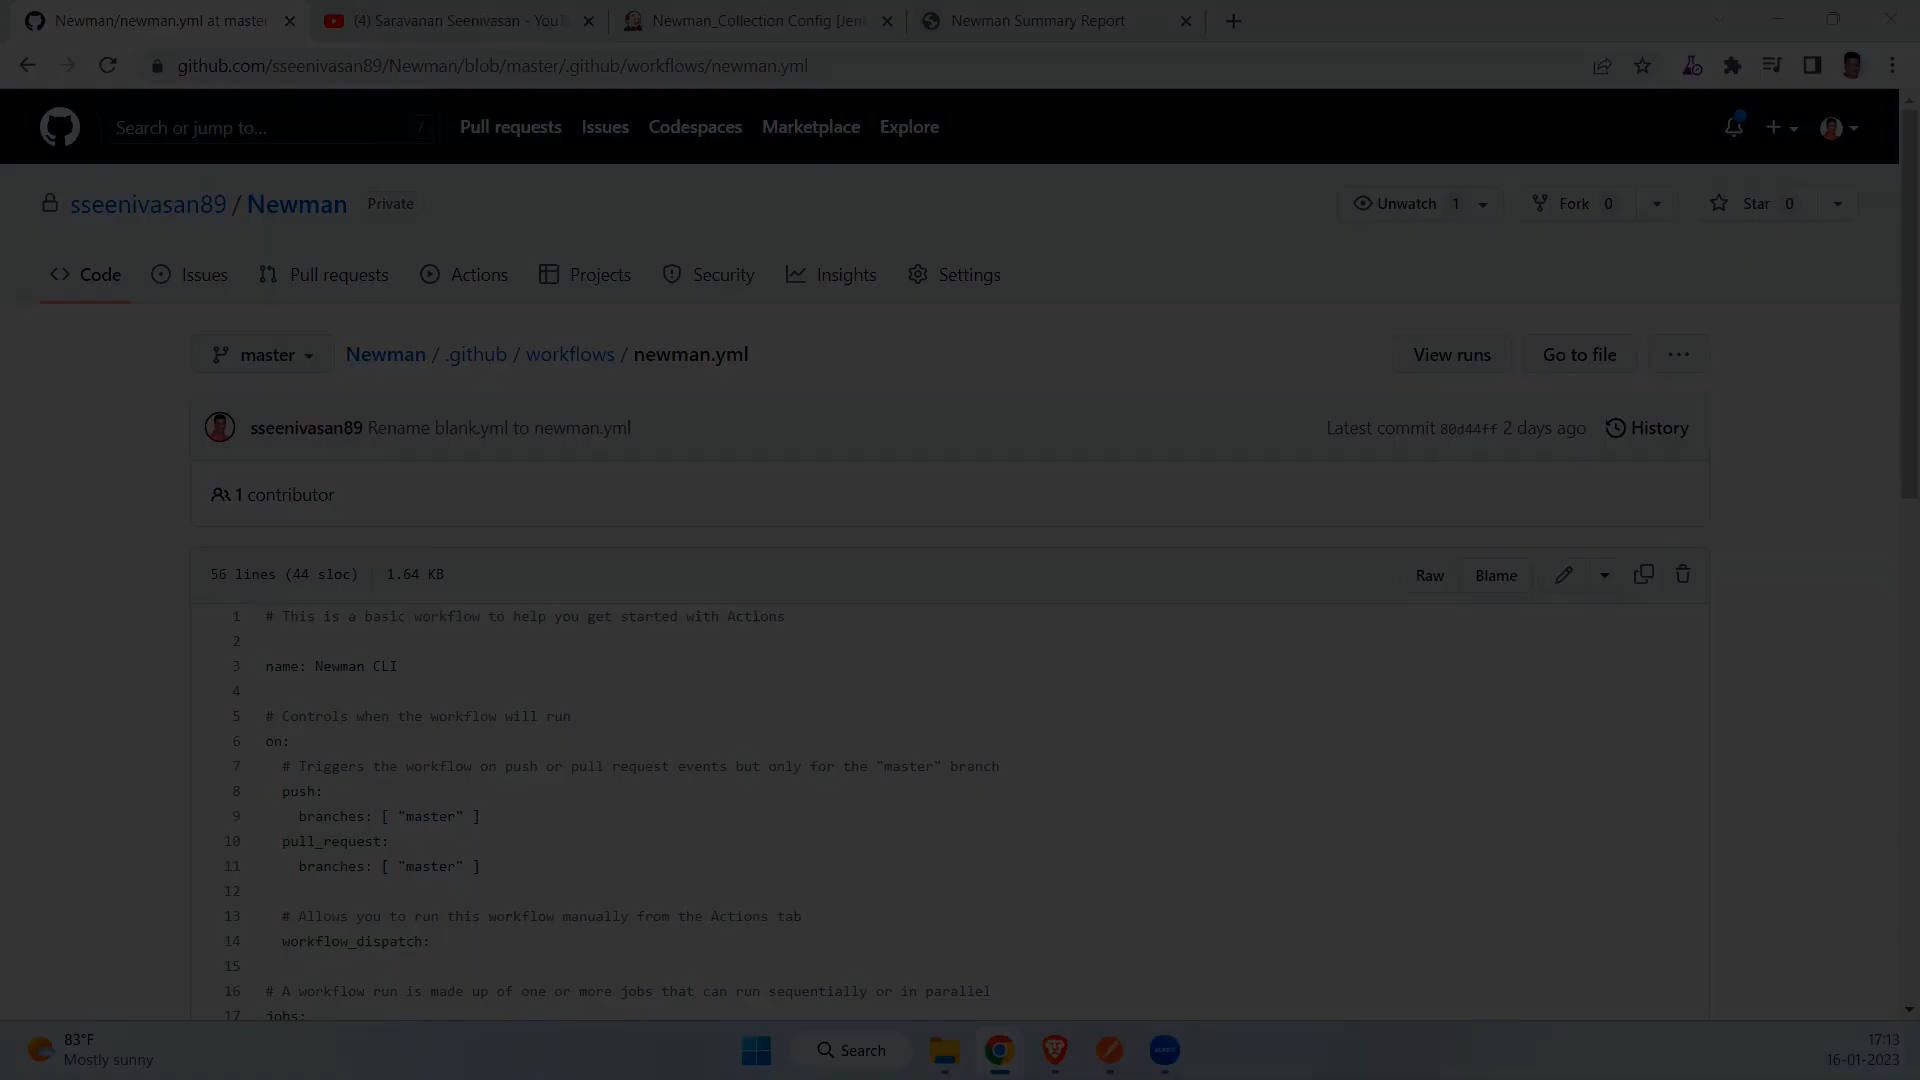 Newman/newman.yml at master
(4) Saravanan Seenivasan - YouT
Newman_Collection Config [Jenk
Newman Summary Report
github.com/sseenivasan89/Newman/blob/master/.github/workflows/newman.yml
Search or jump to... /
Pull requests Issues Codespaces Marketplace Explore
sseenivasan89 / Newman Private
Unwatch 1 Fork 0 Star 0
Code Issues Pull requests Actions Projects Security Insights Settings
master Newman / .github / workflows / newman.yml
View runs Go to file ...
sseenivasan89 Rename blank.yml to newman.yml
Latest commit 80d44ff 2 days ago History
1 contributor
56 lines (44 sloc) 1.64 KB
Raw Blame
1 # This is a basic workflow to help you get started with Actions
2
3 name: Newman CLI
4
5 # Controls when the workflow will run
6 on:
7 # Triggers the workflow on push or pull request events but only for the "master" branch
8 push:
9 branches: [ "master" ]
10 pull_request:
11 branches: [ "master" ]
12
13 # Allows you to run this workflow manually from the Actions tab
14 workflow_dispatch:
15
16 # A workflow run is made up of one or more jobs that can run sequentially or in parallel
17 jobs:
83°F
Mostly sunny
Search
17:13
16-01-2023